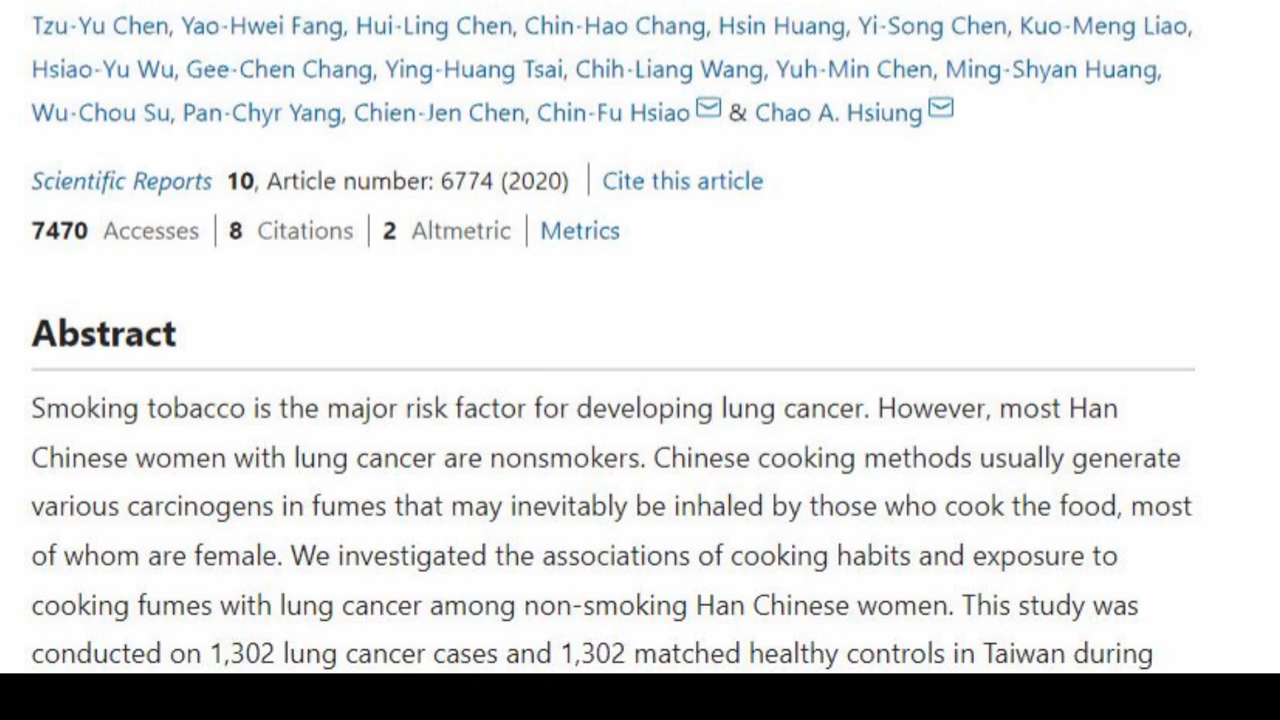 Tzu-Yu Chen, Yao-Hwei Fang, Hui-Ling Chen, Chin-Hao Chang, Hsin Huang, Yi-Song Chen, Kuo-Meng Liao,
Hsiao-Yu Wu, Gee-Chen Chang, Ying-Huang Tsai, Chih-Liang Wang, Yuh-Min Chen, Ming-Shyan Huang,
Wu-Chou Su, Pan-Chyr Yang, Chien-Jen Chen, Chin-Fu Hsiao & Chao A. Hsiung
Scientific Reports 10, Article number: 6774 (2020) | Cite this article
7470 Accesses | 8 Citations | 2 Altmetric | Metrics
Abstract
Smoking tobacco is the major risk factor for developing lung cancer. However, most Han
Chinese women with lung cancer are nonsmokers. Chinese cooking methods usually generate
various carcinogens in fumes that may inevitably be inhaled by those who cook the food, most
of whom are female. We investigated the associations of cooking habits and exposure to
cooking fumes with lung cancer among non-smoking Han Chinese women. This study was
conducted on 1,302 lung cancer cases and 1,302 matched healthy controls in Taiwan during